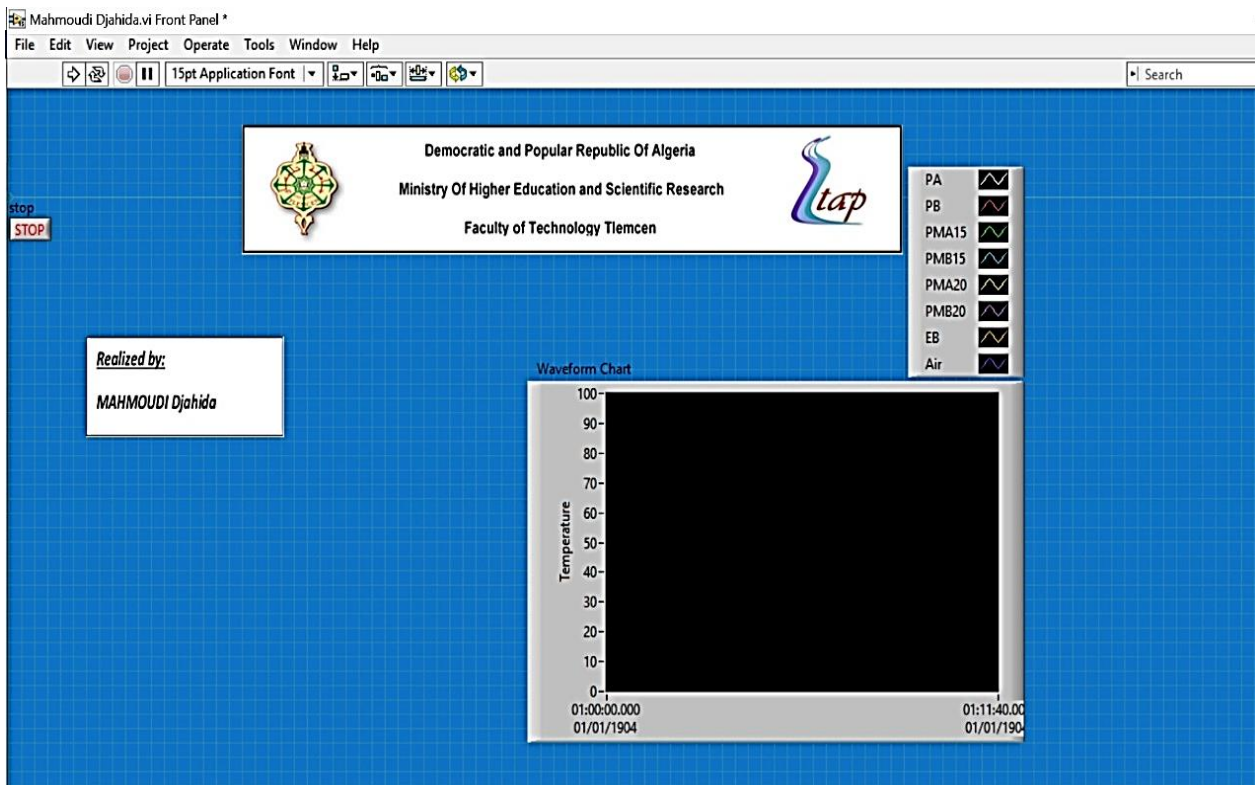 Mahmoudi Djahida.vi Front Panel *
File Edit View Project Operate Tools Window Help
15pt Application Font
Search
Democratic and Popular Republic Of Algeria
Ministry Of Higher Education and Scientific Research
Faculty of Technology Tlemcen
tap
stop
STOP
PA
PB
PMA15
PMB15
PMA20
PMB20
EB
Air
Realized by:
MAHMOUDI Djahida
Waveform Chart
Temperature
100
90
80
70
60
50
40
30
20
10
0
01:00:00.000
01/01/1904
01:11:40.00
01/01/190